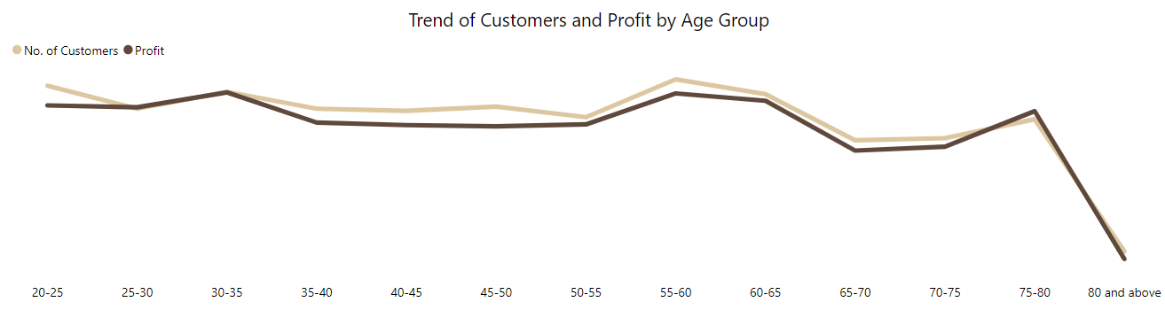 Trend of Customers and Profit by Age Group
No. of Customers Profit
20-25 25-30 30-35 35-40 40-45 45-50 50-55 55-60 60-65 65-70 70-75 75-80 80 and above